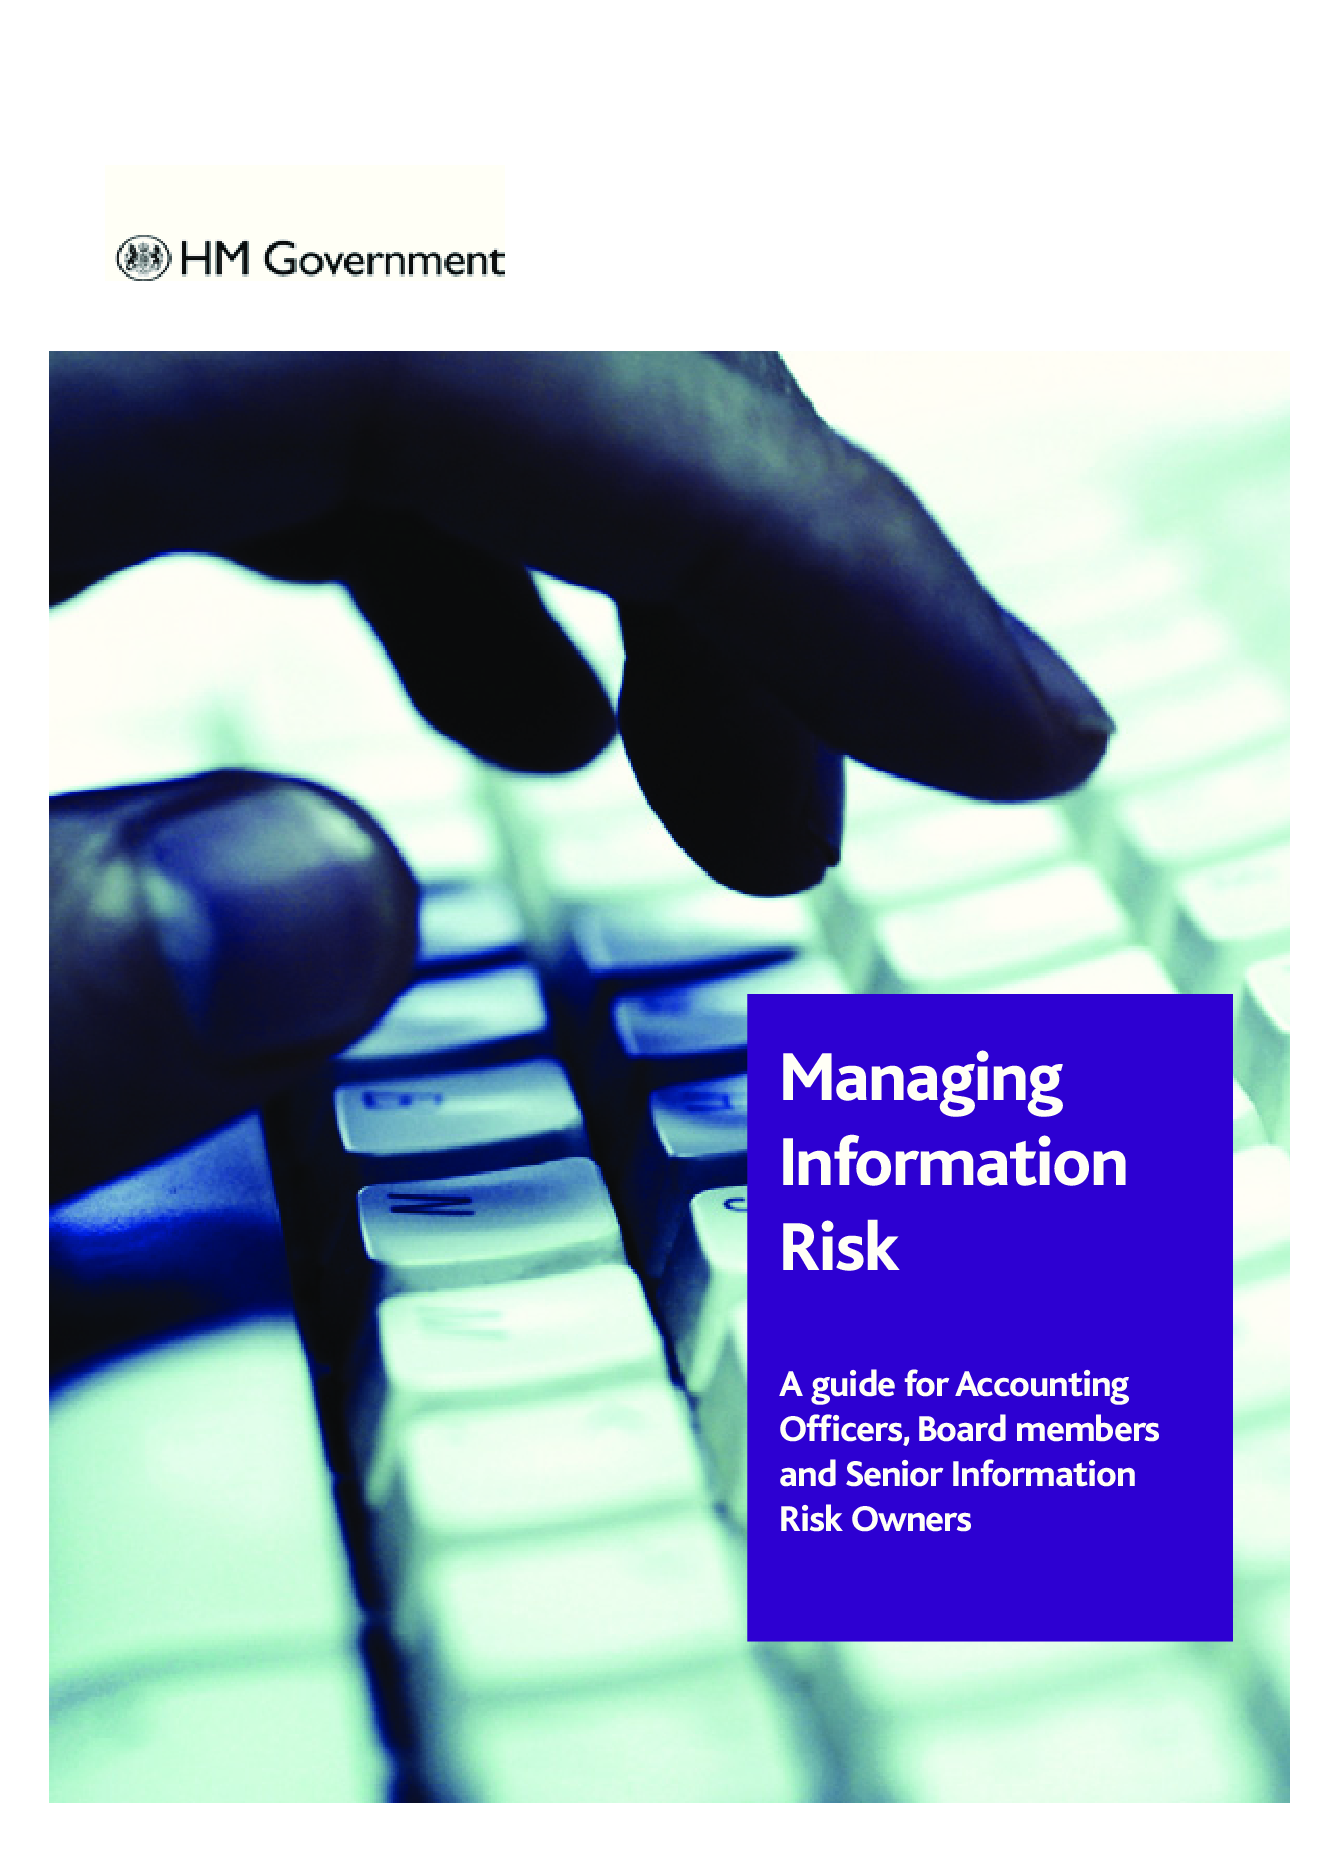 HM Government
Managing
Information
Risk
A guide for Accounting
Officers, Board members
and Senior Information
Risk Owners